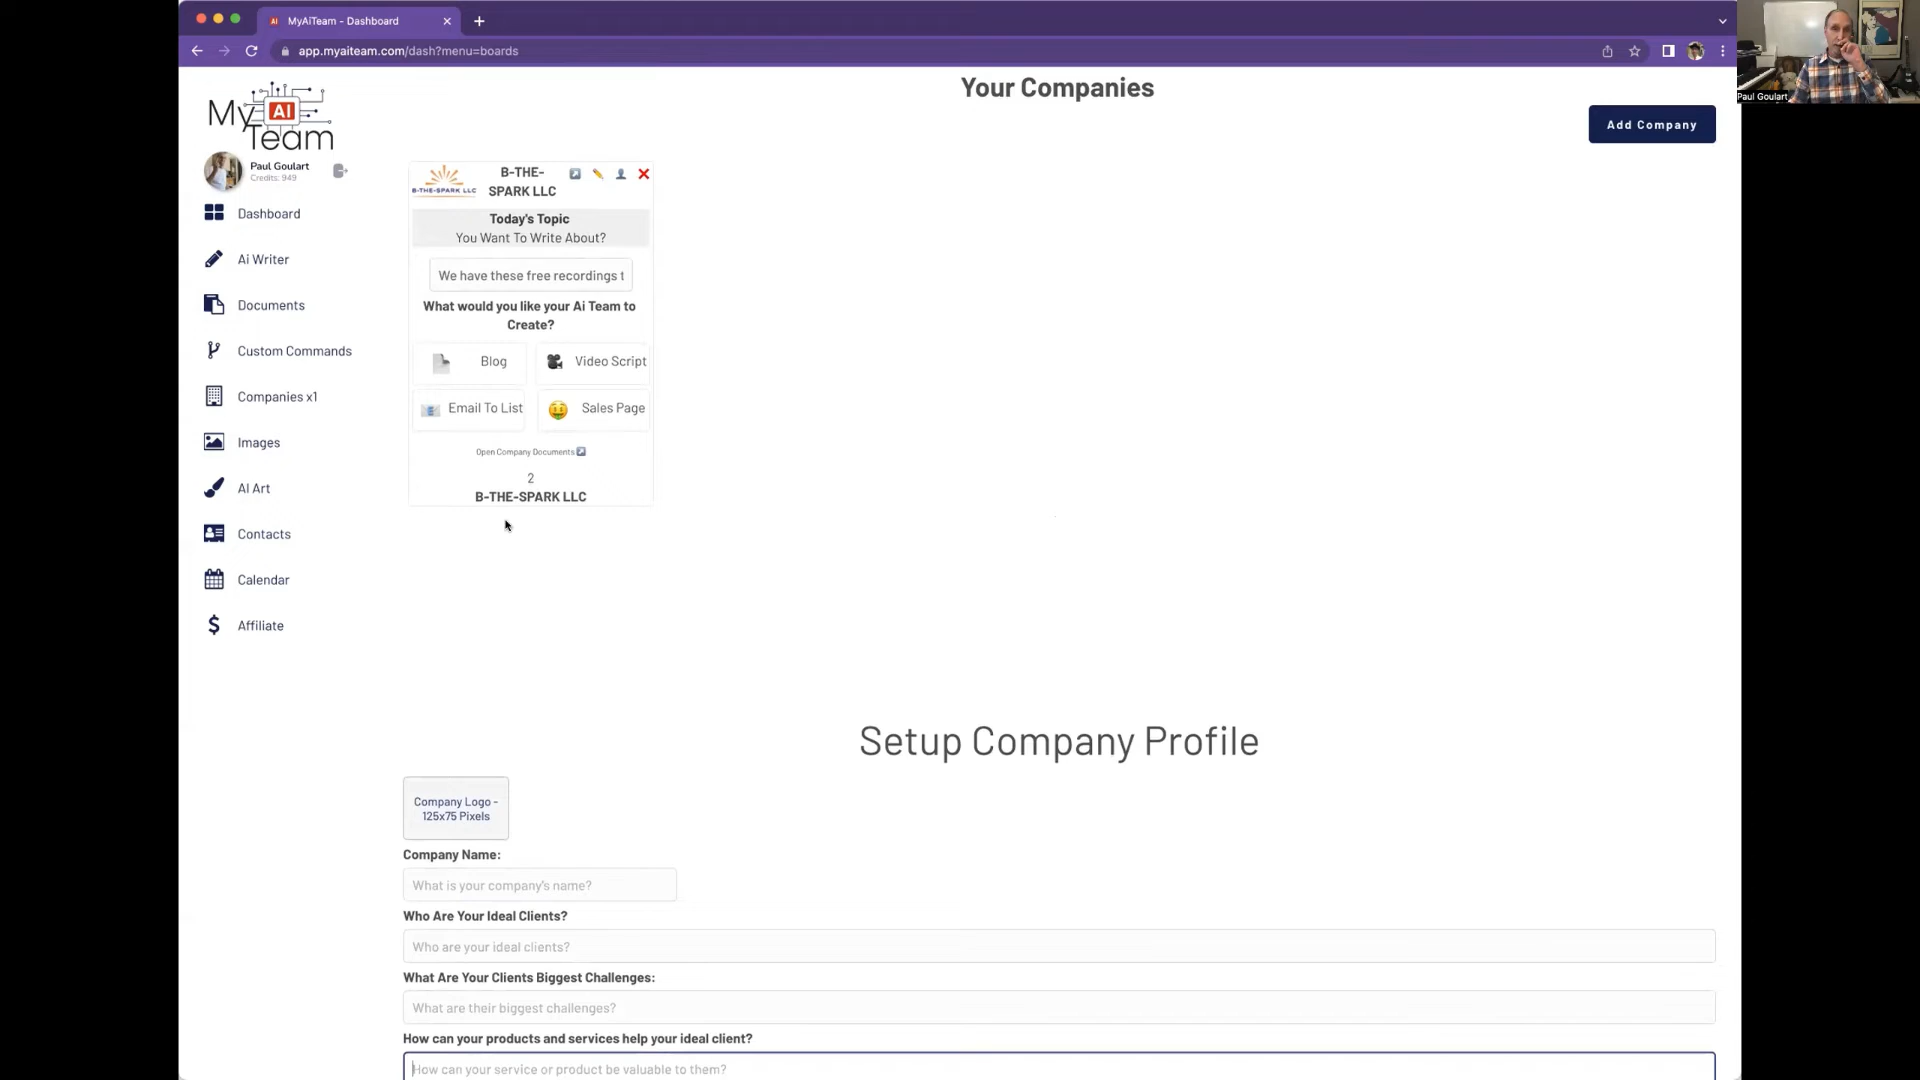 MyAiTeam - Dashboard
app.myaiteam.com/dash?menu=boards
Paul Goulart
My AI Team
Paul Goulart
Credits: 949
Dashboard
Ai Writer
Documents
Custom Commands
Companies x1
Images
AI Art
Contacts
Calendar
Affiliate
Your Companies
Add Company
B-THE-SPARK LLC
B-THE-
SPARK LLC
Today's Topic
You Want To Write About?
We have these free recordings t
What would you like your Ai Team to
Create?
Blog
Video Script
Email To List
Sales Page
Open Company Documents
2
B-THE-SPARK LLC
Setup Company Profile
Company Logo -
125x75 Pixels
Company Name:
What is your company's name?
Who Are Your Ideal Clients?
Who are your ideal clients?
What Are Your Clients Biggest Challenges:
What are their biggest challenges?
How can your products and services help your ideal client?
How can your service or product be valuable to them?